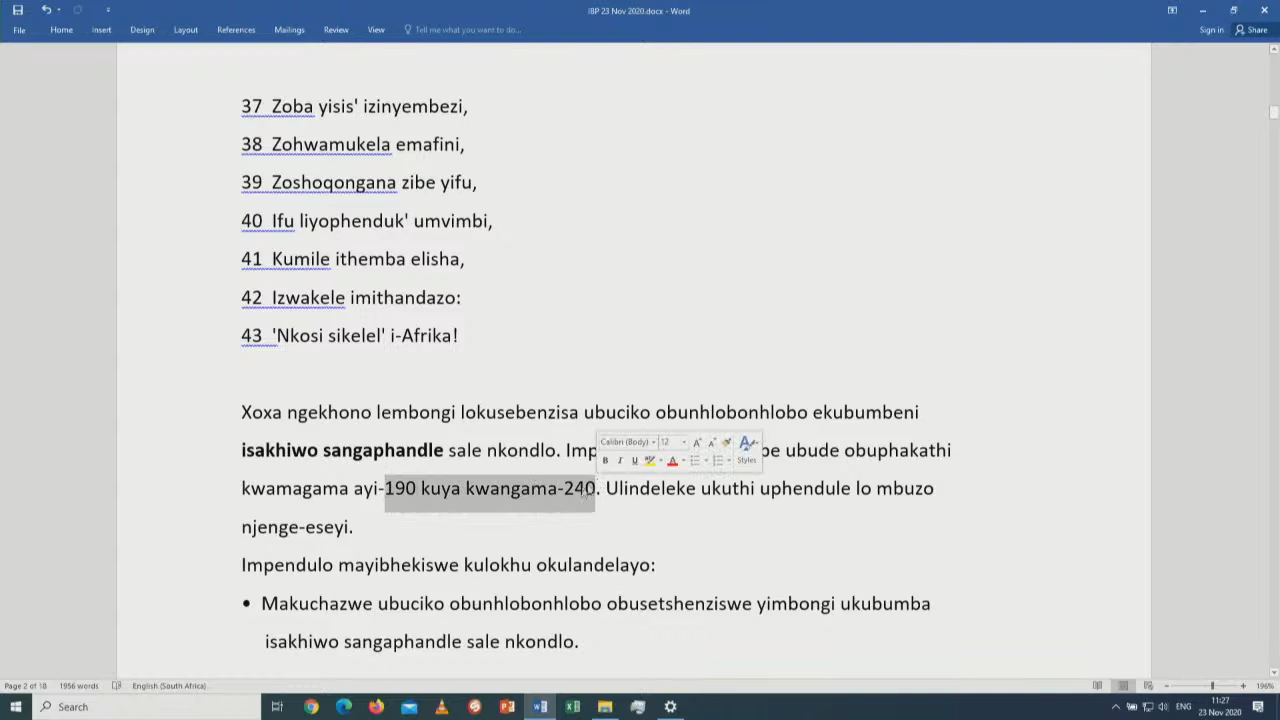 IBP 23 Nov 2020.docx - Word
File Home Insert Design Layout References Mailings Review View Tell me what you want to do... Sign in Share
37 Zoba yisis' izinyembezi,
38 Zohwamukela emafini,
39 Zoshoqongana zibe yifu,
40 Ifu liyophenduk' umvimbi,
41 Kumile ithemba elisha,
42 Izwakele imithandazo:
43 'Nkosi sikelel' i-Afrika!
Xoxa ngekhono lembongi lokusebenzisa ubuciko obunhlobonhlobo ekubumbeni
Calibri (Body) 12
isakhiwo sangaphandle sale nkondlo. ubude obuphakathi
B I U Styles
kwamagama ayi-190 kuya kwangama-240. Ulindeleke ukuthi uphendule lo mbuzo
njenge-eseyi.
Impendulo mayibhekiswe kulokhu okulandelayo:
• Makuchazwe ubuciko obunhlobonhlobo obusetshenziswe yimbongi ukubumba
isakhiwo sangaphandle sale nkondlo.
Page 2 of 18 1956 words English (South Africa) 196%
Search ENG 11:27
23 Nov 2020